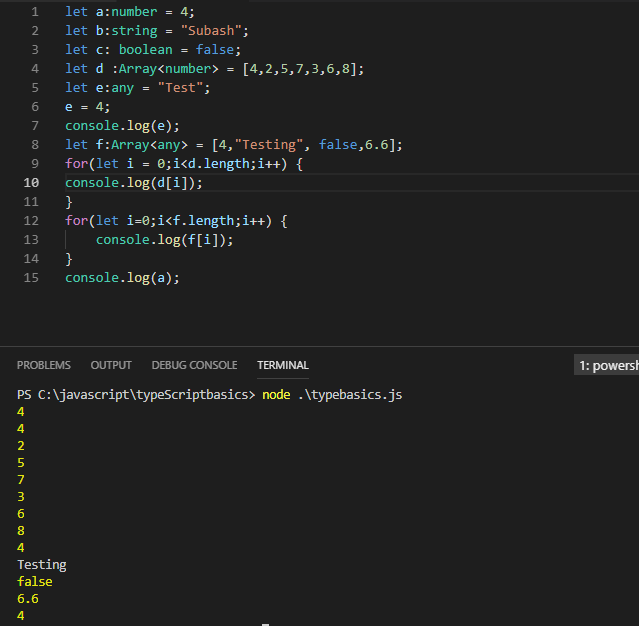 1 let a:number = 4;
2 let b:string = "Subash";
3 let c: boolean = false;
4 let d :Array<number> = [4,2,5,7,3,6,8];
5 let e:any = "Test";
6 e = 4;
7 console.log(e);
8 let f:Array<any> = [4,"Testing", false,6.6];
9 for(let i = 0;i<d.length;i++) {
10 console.log(d[i]);
11 }
12 for(let i=0;i<f.length;i++) {
13     console.log(f[i]);
14 }
15 console.log(a);
PROBLEMS OUTPUT DEBUG CONSOLE TERMINAL 1: powersh
PS C:\javascript\typeScriptbasics> node .\typebasics.js
4
4
2
5
7
3
6
8
4
Testing
false
6.6
4